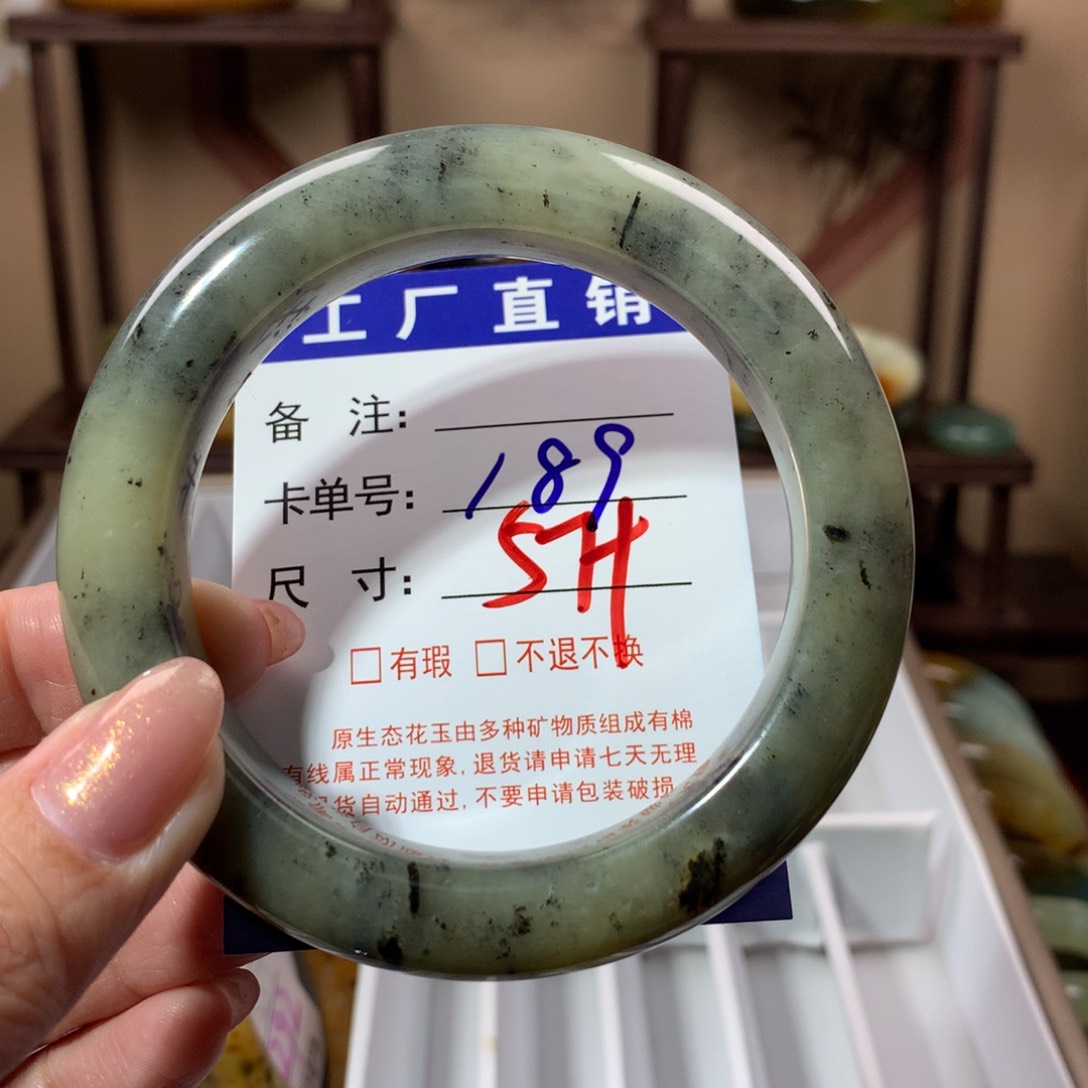 工厂直销
备 注：
卡单号：189
尺 寸：57H
□有瑕 □不退不换
原生态花玉由多种矿物质组成有棉
有线属正常现象，退货请申请七天无理
货自动通过，不要申请包装破损